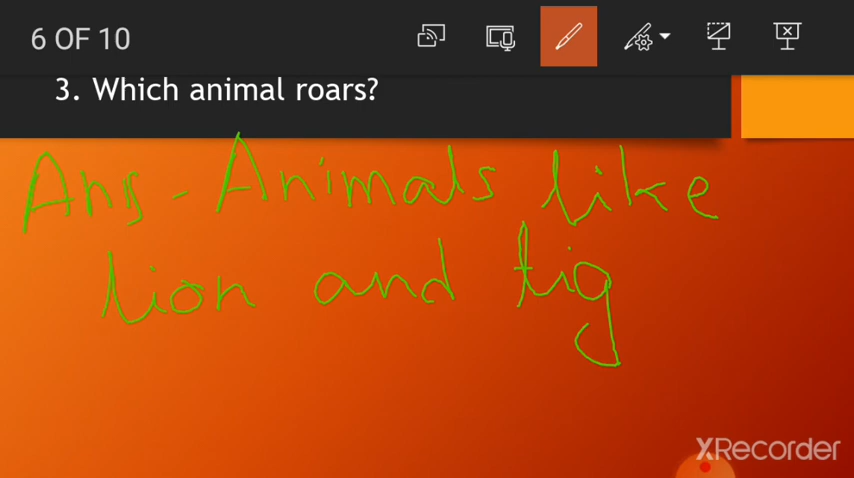 6 OF 10
3. Which animal roars?
Ans - Animals like
lion and tig
XRecorder